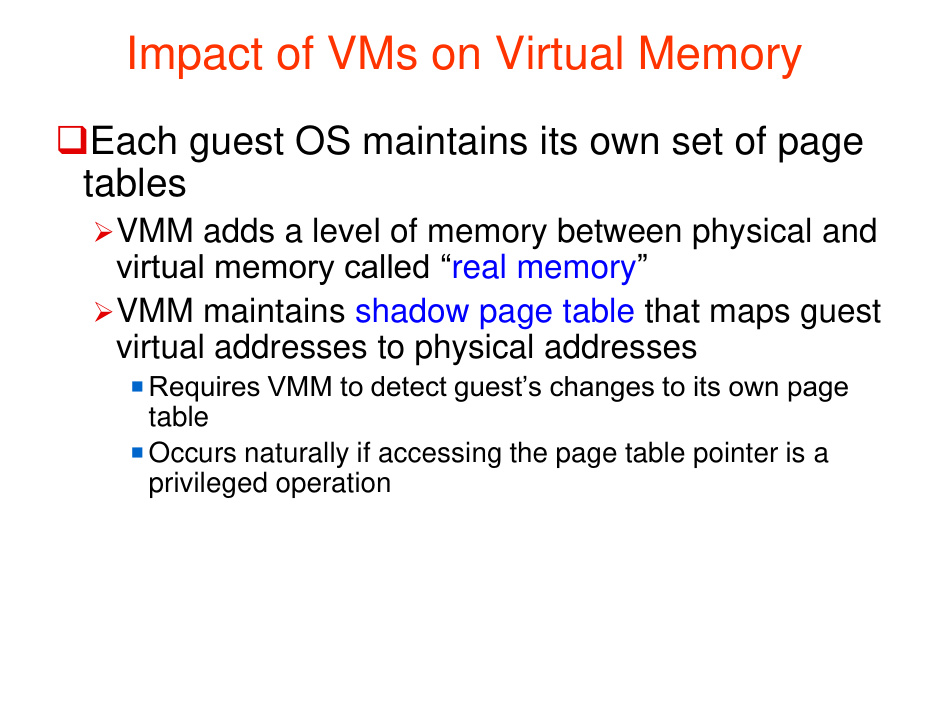 Impact of VMs on Virtual Memory
❑Each guest OS maintains its own set of page
tables
➢VMM adds a level of memory between physical and
virtual memory called “real memory”
➢VMM maintains shadow page table that maps guest
virtual addresses to physical addresses
▪Requires VMM to detect guest’s changes to its own page
table
▪Occurs naturally if accessing the page table pointer is a
privileged operation